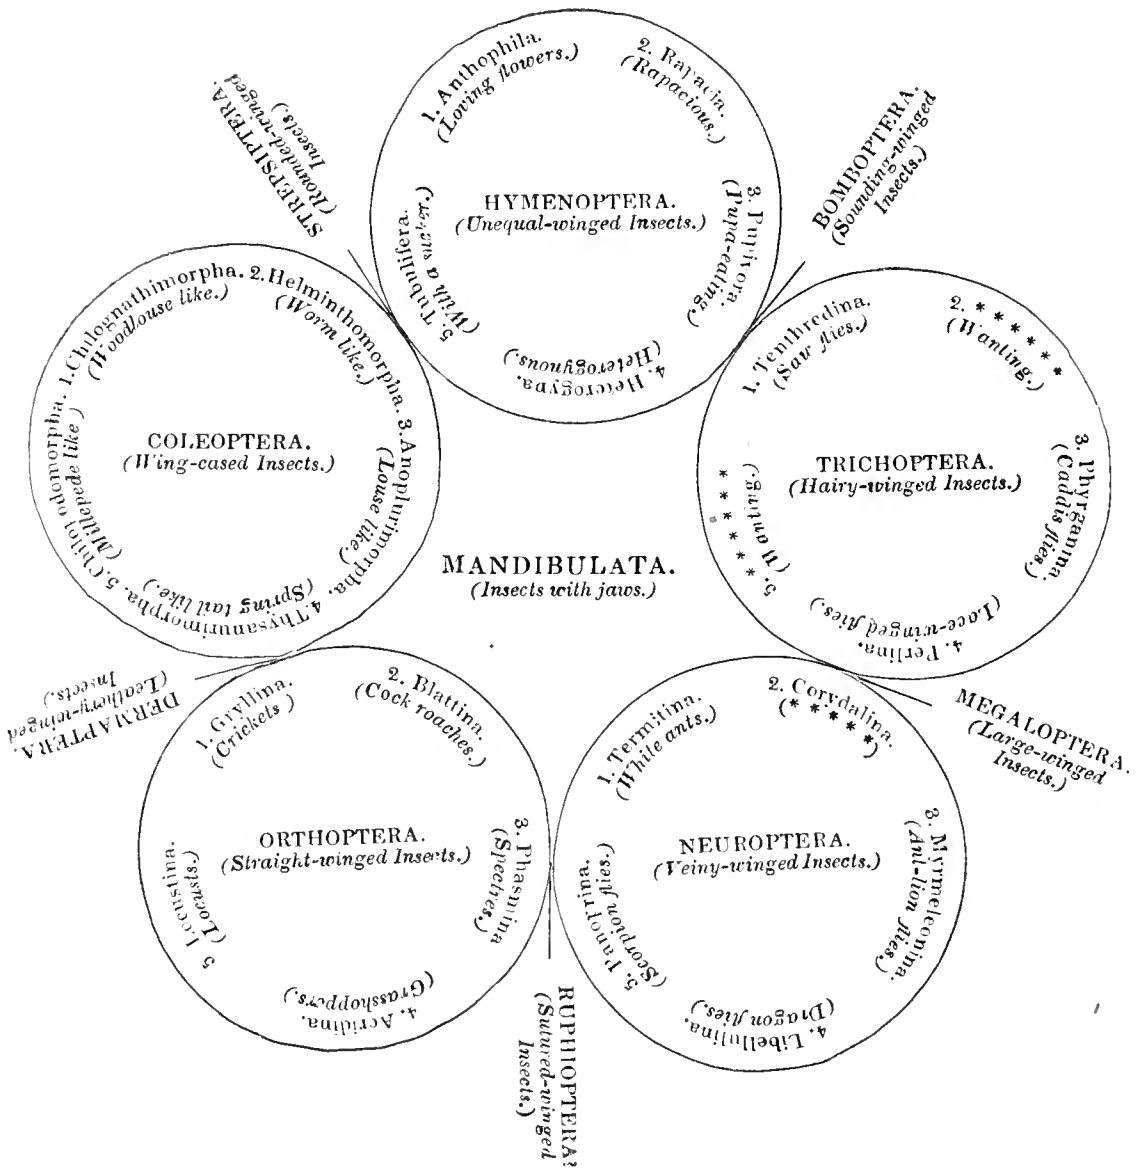 STREPSIPTERA.
(Rounded-winged
Insects.)
BOMBOPTERA.
(Sounding-winged
Insects.)
1. Anthophila.
(Loving flowers.)
2. Rapacia.
(Rapacious.)
3. Pupivora.
(Pupa-eating.)
4. Heterogyna.
(Heterogynous.)
5. Tubulifera.
(With a sucker.)
HYMENOPTERA.
(Unequal-winged Insects.)
1. Chilognathimorpha.
(Woodlouse like.)
2. Helminthomorpha.
(Worm like.)
3. Anoplurimorpha.
(Louse like.)
4. Thysanurimorpha.
(Spring tail like.)
5. Chilopodomorpha.
(Millepede like)
COLEOPTERA.
(Wing-cased Insects.)
1. Tenthredina.
(Saw flies.)
2. * * * * * *
(Wanting.)
3. Phyrganina.
(Caddis flies.)
4. Perlina.
(Lace-winged flies.)
5. * * * * * *
(Wanting.)
TRICHOPTERA.
(Hairy-winged Insects.)
MANDIBULATA.
(Insects with jaws.)
DERMAPTERA.
(Leathery-winged
Insects.)
MEGALOPTERA.
(Large-winged
Insects.)
1. Gryllina.
(Crickets)
2. Blattina.
(Cock roaches.)
3. Phasmina
(Spectres.)
4. Acridina.
(Grasshoppers.)
5 Locustina.
(Locusts.)
ORTHOPTERA.
(Straight-winged Insects.)
1. Termitina.
(White ants.)
2. Corydalina.
(* * * * *)
3. Myrmeleonina.
(Ant-lion flies.)
4. Libellulina.
(Dragon flies.)
5. Panorpina.
(Scorpion flies.)
NEUROPTERA.
(Veiny-winged Insects.)
RUPHIOPTERA?
(Sutured-winged
Insects.)